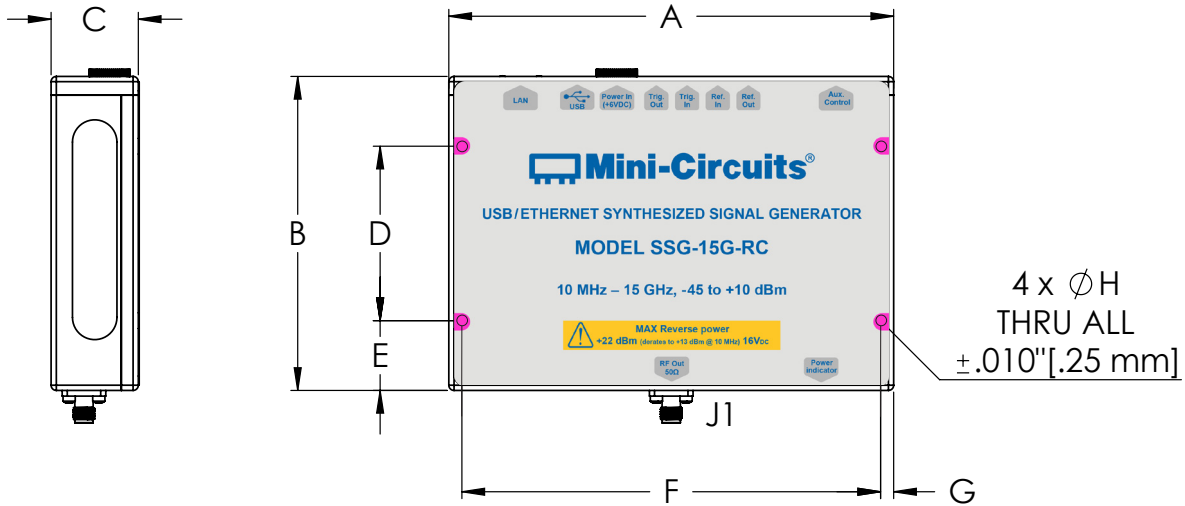 C
A
LAN
USB
Power In
(+6VDC)
Trig.
Out
Trig.
In
Ref.
In
Ref.
Out
Aux.
Control
Mini-Circuits®
USB/ETHERNET SYNTHESIZED SIGNAL GENERATOR
MODEL SSG-15G-RC
10 MHz – 15 GHz, -45 to +10 dBm
B
D
E
MAX Reverse power
+22 dBm (derates to +13 dBm @ 10 MHz) 16VDC
RF Out
50Ω
Power
indicator
4 x ∅H
THRU ALL
±.010"[.25 mm]
J1
F
G